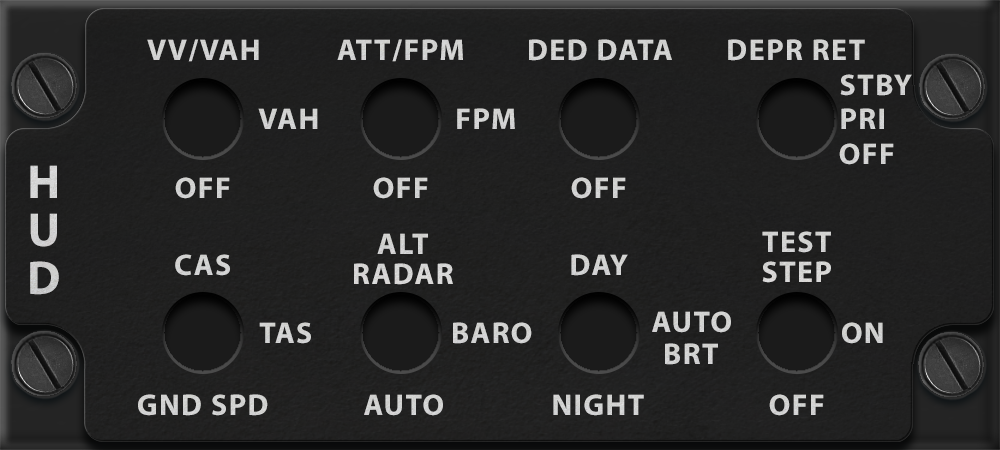 VV/VAH
VAH
OFF
ATT/FPM
FPM
OFF
DED DATA
OFF
DEPR RET
STBY
PRI
OFF
HUD
CAS
TAS
GND SPD
ALT
RADAR
BARO
AUTO
DAY
AUTO
BRT
NIGHT
TEST
STEP
ON
OFF